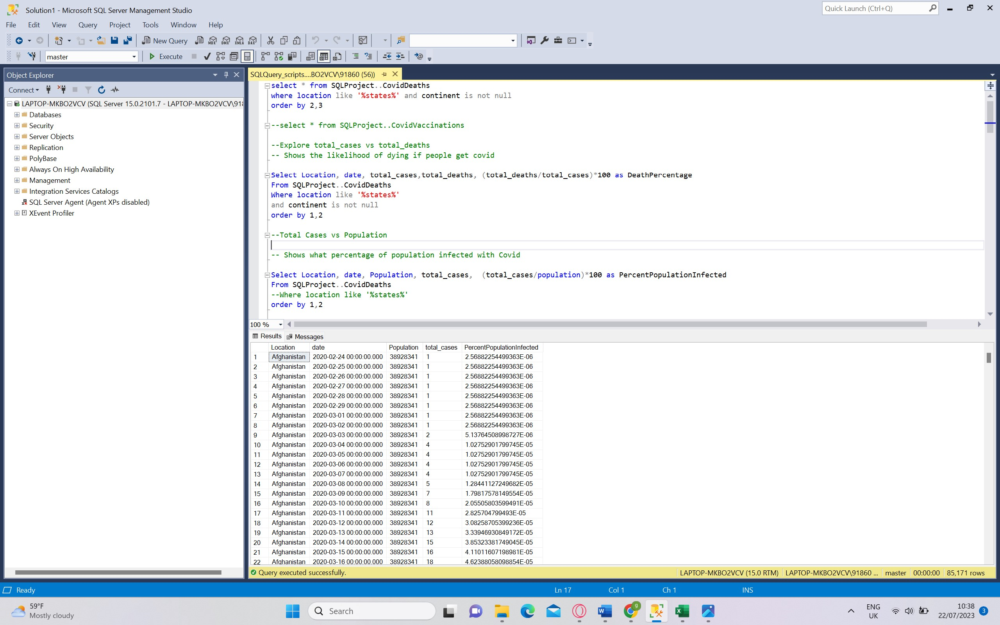 Solution1 - Microsoft SQL Server Management Studio
Quick Launch (Ctrl+Q)
File Edit View Query Project Tools Window Help
New Query MDX DMX XMLA DAX
master Execute
Object Explorer
Connect
LAPTOP-MKBO2VCV (SQL Server 15.0.2101.7 - LAPTOP-MKBO2VCV\918
Databases
Security
Server Objects
Replication
PolyBase
Always On High Availability
Management
Integration Services Catalogs
SQL Server Agent (Agent XPs disabled)
XEvent Profiler
SQLQuery_scripts....BO2VCV\91860 (56))
select * from SQLProject..CovidDeaths
where location like '%states%' and continent is not null
order by 2,3
--select * from SQLProject..CovidVaccinations
--Explore total_cases vs total_deaths
-- Shows the likelihood of dying if people get covid
Select Location, date, total_cases,total_deaths, (total_deaths/total_cases)*100 as DeathPercentage
From SQLProject..CovidDeaths
Where location like '%states%'
and continent is not null
order by 1,2
--Total Cases vs Population
-- Shows what percentage of population infected with Covid
Select Location, date, Population, total_cases,  (total_cases/population)*100 as PercentPopulationInfected
From SQLProject..CovidDeaths
--Where location like '%states%'
order by 1,2
100 %
Results Messages
Location date Population total_cases PercentPopulationInfected
1 Afghanistan 2020-02-24 00:00:00.000 38928341 1 2.56882254499363E-06
2 Afghanistan 2020-02-25 00:00:00.000 38928341 1 2.56882254499363E-06
3 Afghanistan 2020-02-26 00:00:00.000 38928341 1 2.56882254499363E-06
4 Afghanistan 2020-02-27 00:00:00.000 38928341 1 2.56882254499363E-06
5 Afghanistan 2020-02-28 00:00:00.000 38928341 1 2.56882254499363E-06
6 Afghanistan 2020-02-29 00:00:00.000 38928341 1 2.56882254499363E-06
7 Afghanistan 2020-03-01 00:00:00.000 38928341 1 2.56882254499363E-06
8 Afghanistan 2020-03-02 00:00:00.000 38928341 1 2.56882254499363E-06
9 Afghanistan 2020-03-03 00:00:00.000 38928341 2 5.13764508998727E-06
10 Afghanistan 2020-03-04 00:00:00.000 38928341 4 1.02752901799745E-05
11 Afghanistan 2020-03-05 00:00:00.000 38928341 4 1.02752901799745E-05
12 Afghanistan 2020-03-06 00:00:00.000 38928341 4 1.02752901799745E-05
13 Afghanistan 2020-03-07 00:00:00.000 38928341 4 1.02752901799745E-05
14 Afghanistan 2020-03-08 00:00:00.000 38928341 5 1.28441127249682E-05
15 Afghanistan 2020-03-09 00:00:00.000 38928341 7 1.79817578149554E-05
16 Afghanistan 2020-03-10 00:00:00.000 38928341 8 2.05505803599491E-05
17 Afghanistan 2020-03-11 00:00:00.000 38928341 11 2.825704799493E-05
18 Afghanistan 2020-03-12 00:00:00.000 38928341 12 3.08258705399236E-05
19 Afghanistan 2020-03-13 00:00:00.000 38928341 13 3.33946930849172E-05
20 Afghanistan 2020-03-14 00:00:00.000 38928341 15 3.85323381749045E-05
21 Afghanistan 2020-03-15 00:00:00.000 38928341 16 4.11011607198981E-05
22 Afghanistan 2020-03-16 00:00:00.000 38928341 18 4.62388058098854E-05
Query executed successfully. LAPTOP-MKBO2VCV (15.0 RTM) LAPTOP-MKBO2VCV\91860 ... master 00:00:00 85,171 rows
Ready Ln 17 Col 1 Ch 1 INS
59°F
Mostly cloudy
Search
ENG
UK
10:38
22/07/2023
3